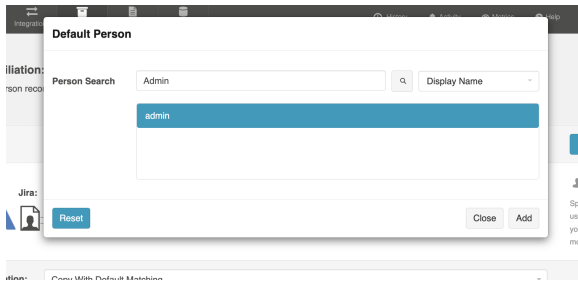 Integration
History Activity Metrics Help
Default Person
iliation:
rson reco
Person Search Admin Display Name
admin
Jira:
Reset Close Add
Sp
us
yo
mo
ation: Copy With Default Matching